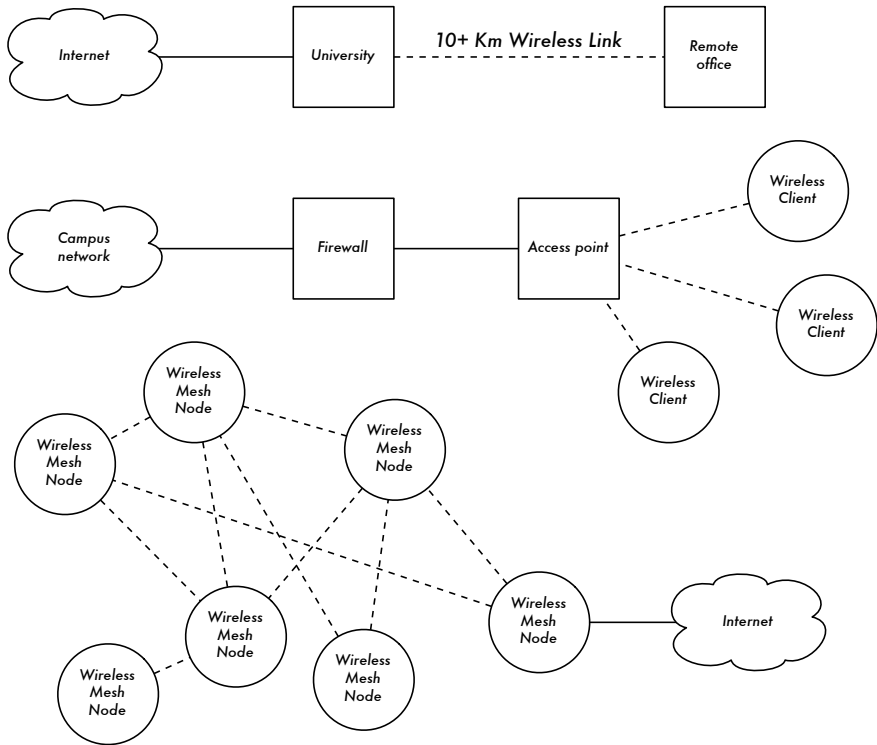 Internet
University
10+ Km Wireless Link
Remote
office
Campus
network
Firewall
Access point
Wireless
Client
Wireless
Client
Wireless
Client
Wireless
Mesh
Node
Wireless
Mesh
Node
Wireless
Mesh
Node
Wireless
Mesh
Node
Wireless
Mesh
Node
Wireless
Mesh
Node
Wireless
Mesh
Node
Internet